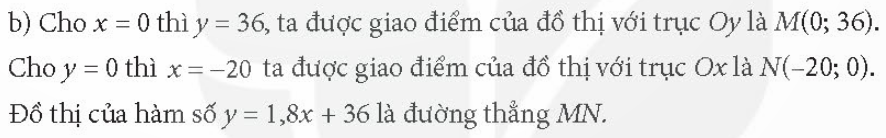 b) Cho x = 0 thì y = 36, ta được giao điểm của đồ thị với trục Oy là M(0; 36).
Cho y = 0 thì x = –20 ta được giao điểm của đồ thị với trục Ox là N(–20; 0).
Đồ thị của hàm số y = 1,8x + 36 là đường thẳng MN.